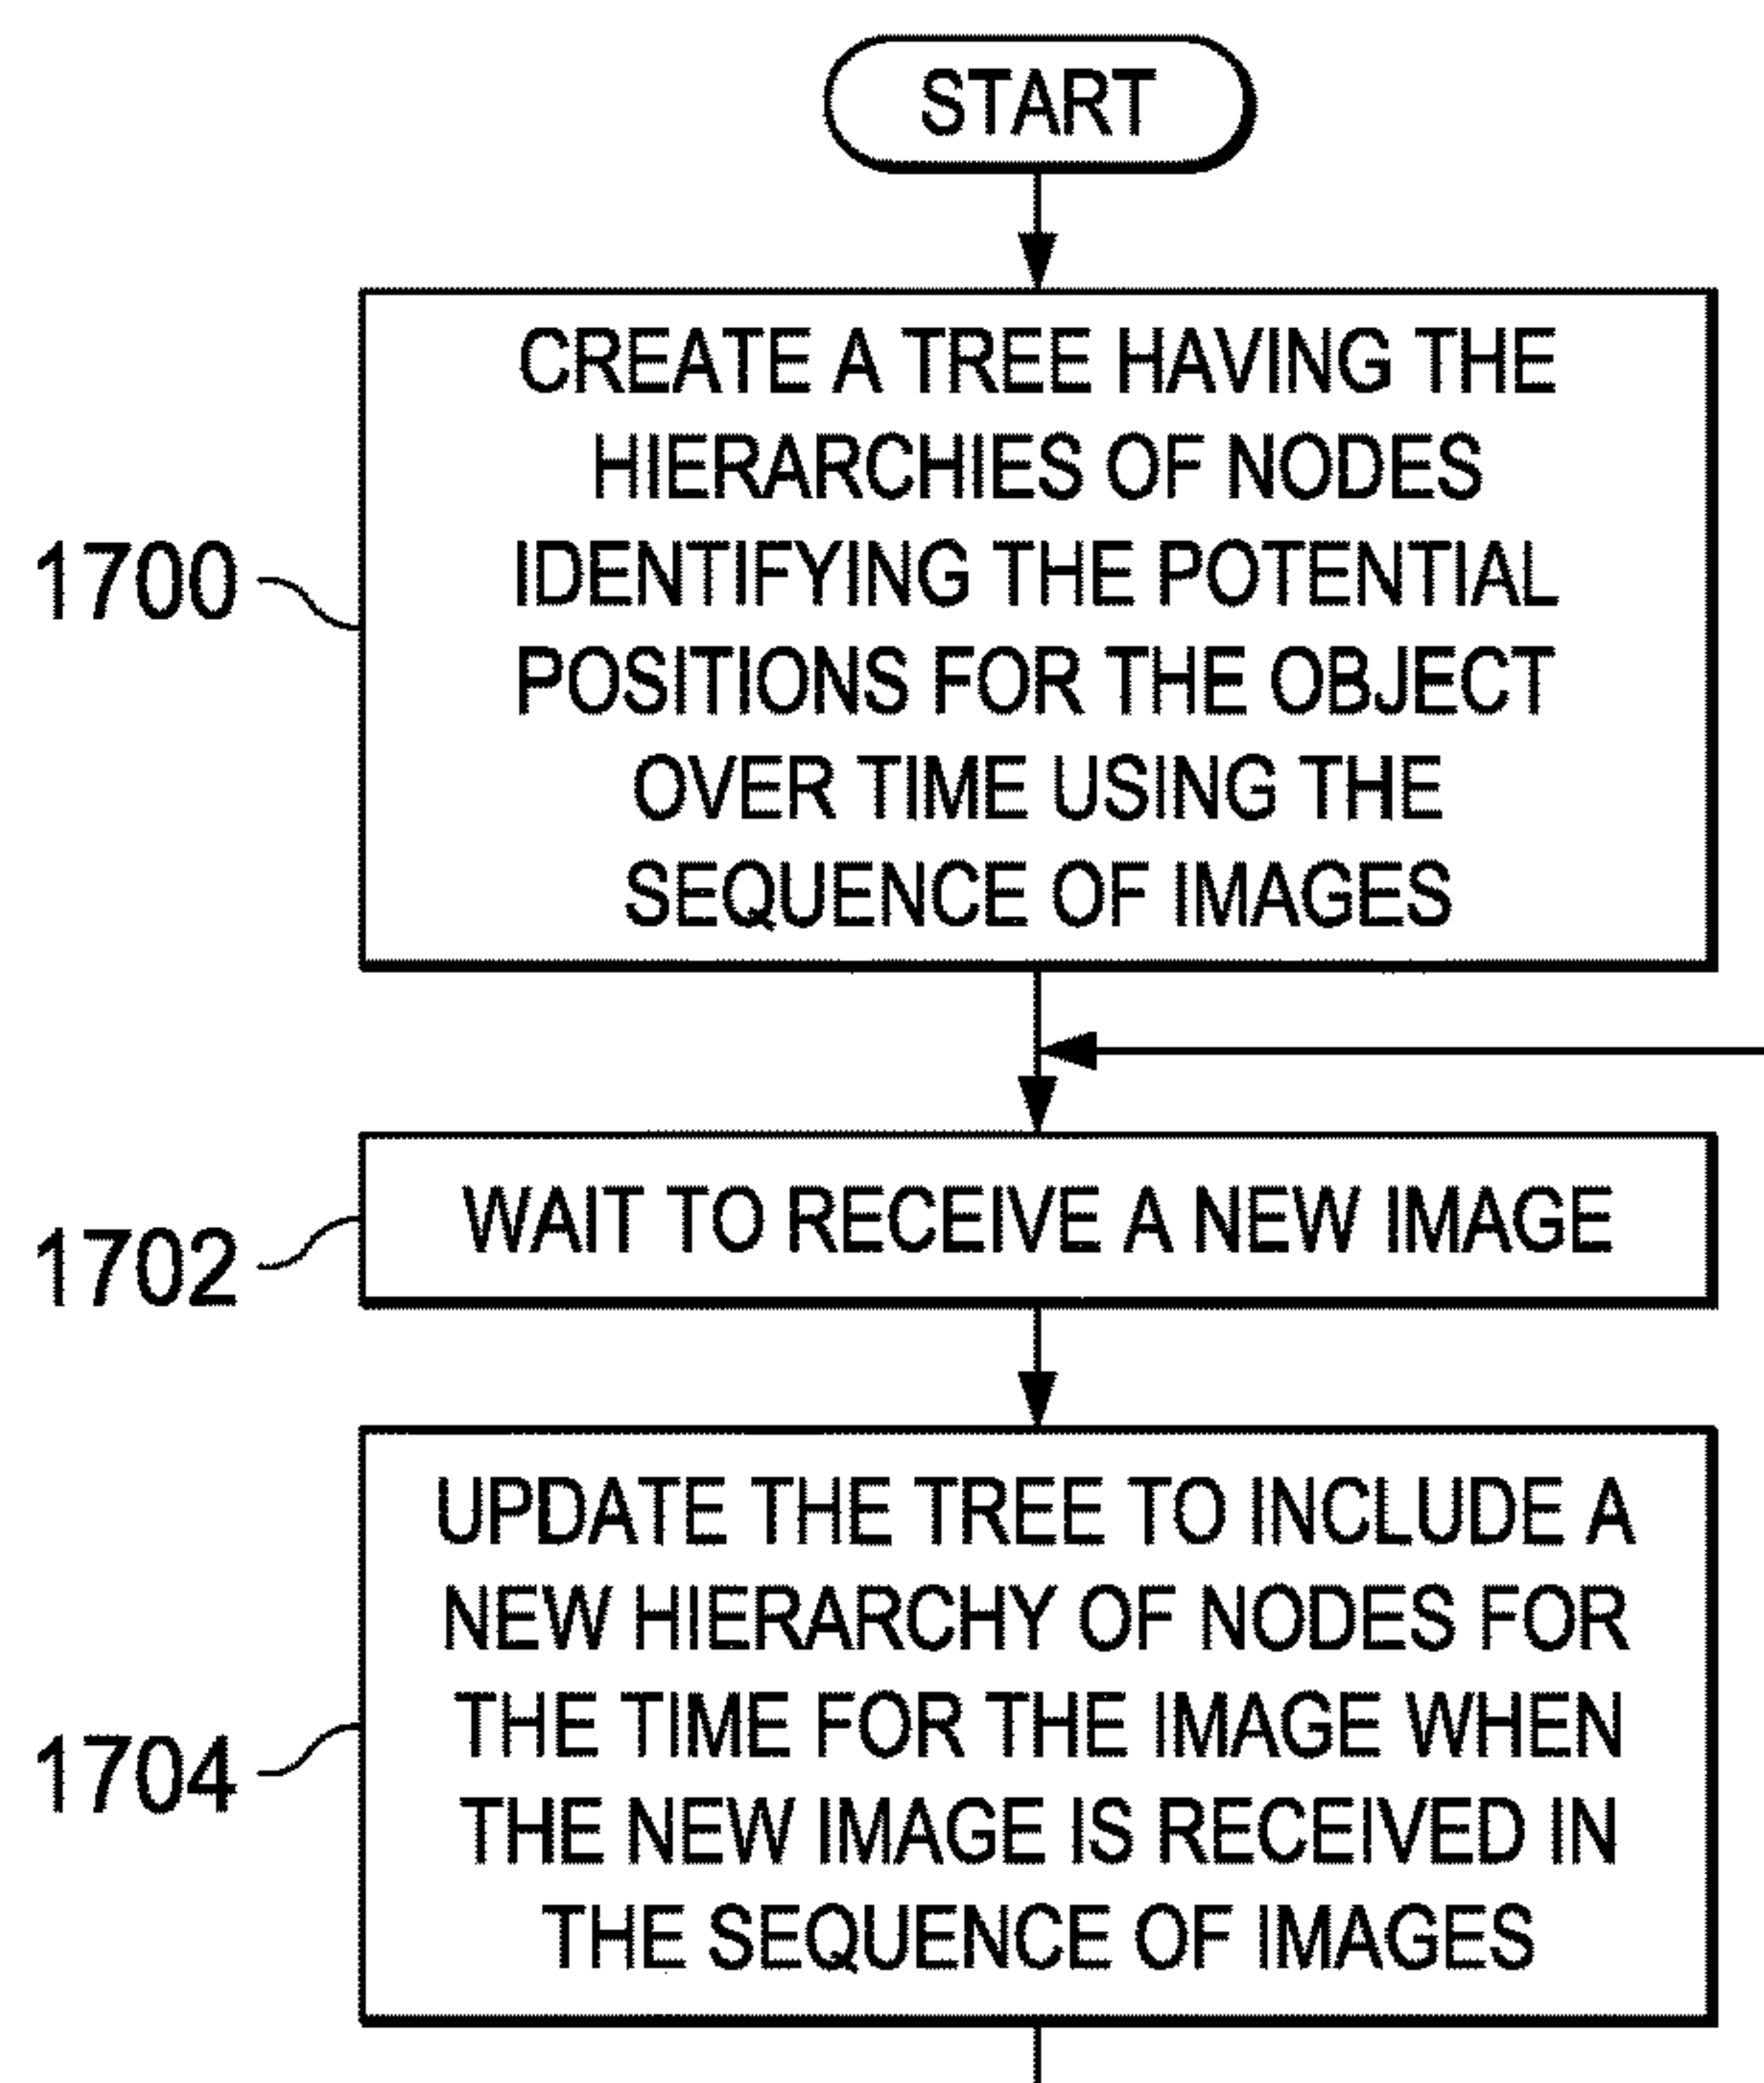 START
CREATE A TREE HAVING THE
HIERARCHIES OF NODES
IDENTIFYING THE POTENTIAL
POSITIONS FOR THE OBJECT
OVER TIME USING THE
SEQUENCE OF IMAGES
1700
WAIT TO RECEIVE A NEW IMAGE
1702
UPDATE THE TREE TO INCLUDE A
NEW HIERARCHY OF NODES FOR
THE TIME FOR THE IMAGE WHEN
THE NEW IMAGE IS RECEIVED IN
THE SEQUENCE OF IMAGES
1704